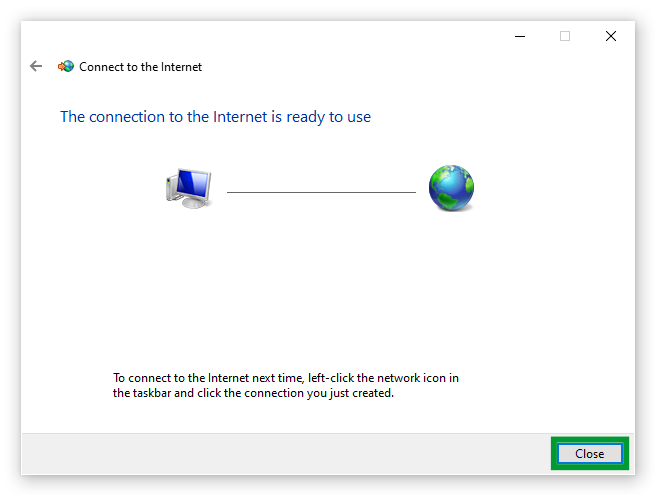 Connect to the Internet
The connection to the Internet is ready to use
To connect to the Internet next time, left-click the network icon in
the taskbar and click the connection you just created.
Close